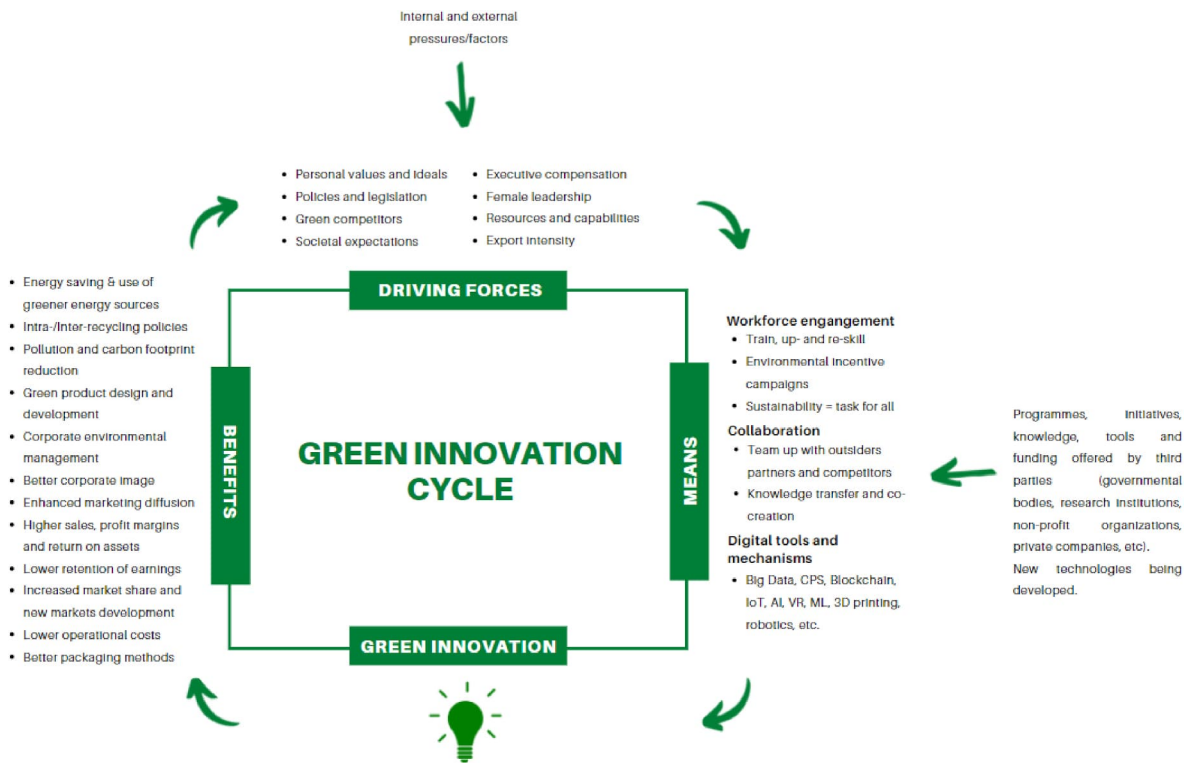 Internal and external
pressures/factors
• Personal values and ideals
• Policies and legislation
• Green competitors
• Societal expectations
• Executive compensation
• Female leadership
• Resources and capabilities
• Export intensity
DRIVING FORCES
• Energy saving & use of
greener energy sources
• Intra-/Inter-recycling policies
• Pollution and carbon footprint
reduction
• Green product design and
development
• Corporate environmental
management
• Better corporate image
• Enhanced marketing diffusion
• Higher sales, profit margins
and return on assets
• Lower retention of earnings
• Increased market share and
new markets development
• Lower operational costs
• Better packaging methods
BENEFITS
GREEN INNOVATION
CYCLE
MEANS
Workforce engangement
• Train, up- and re-skill
• Environmental incentive
campaigns
• Sustainability = task for all
Collaboration
• Team up with outsiders
partners and competitors
• Knowledge transfer and co-
creation
Digital tools and
mechanisms
• Big Data, CPS, Blockchain,
IoT, AI, VR, ML, 3D printing,
robotics, etc.
Programmes, initiatives,
knowledge, tools and
funding offered by third
parties (governmental
bodies, research institutions,
non-profit organizations,
private companies, etc).
New technologies being
developed.
GREEN INNOVATION